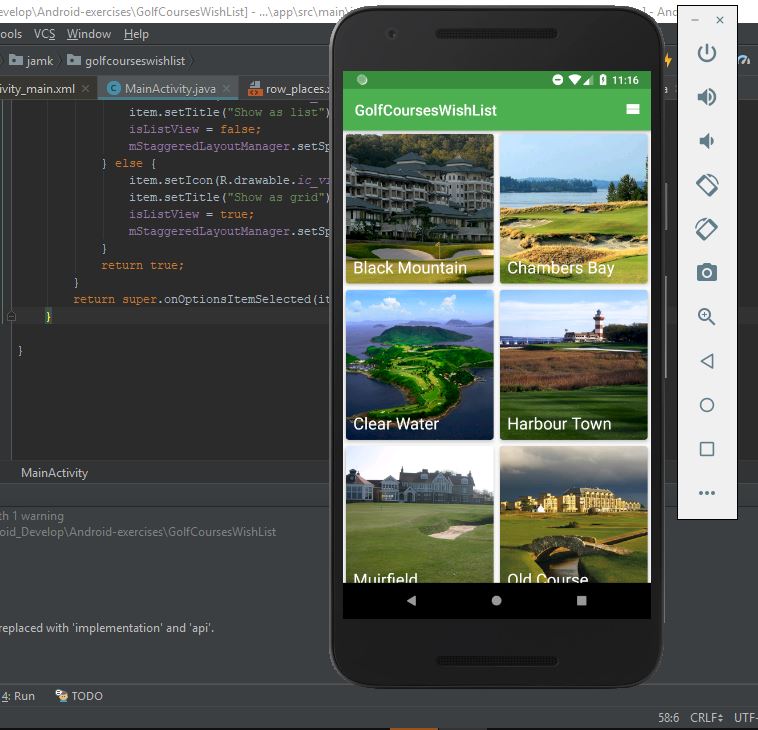 Develop\Android-exercises\GolfCoursesWishList] - ...\app\src\main\
] - An
ools VCS Window Help
jamk golfcourseswishlist
ivity_main.xml MainActivity.java row_places.x
item.setTitle("Show as list")
isListView = false;
mStaggeredLayoutManager.setSp
} else {
item.setIcon(R.drawable.ic_vi
item.setTitle("Show as grid")
isListView = true;
mStaggeredLayoutManager.setSp
}
return true;
}
return super.onOptionsItemSelected(it
}
}
MainActivity
th 1 warning
oid_Develop\Android-exercises\GolfCoursesWishList
replaced with 'implementation' and 'api'.
4: Run TODO
58:6 CRLF UTF-
11:16
GolfCoursesWishList
Black Mountain
Chambers Bay
Clear Water
Harbour Town
Muirfield
Old Course